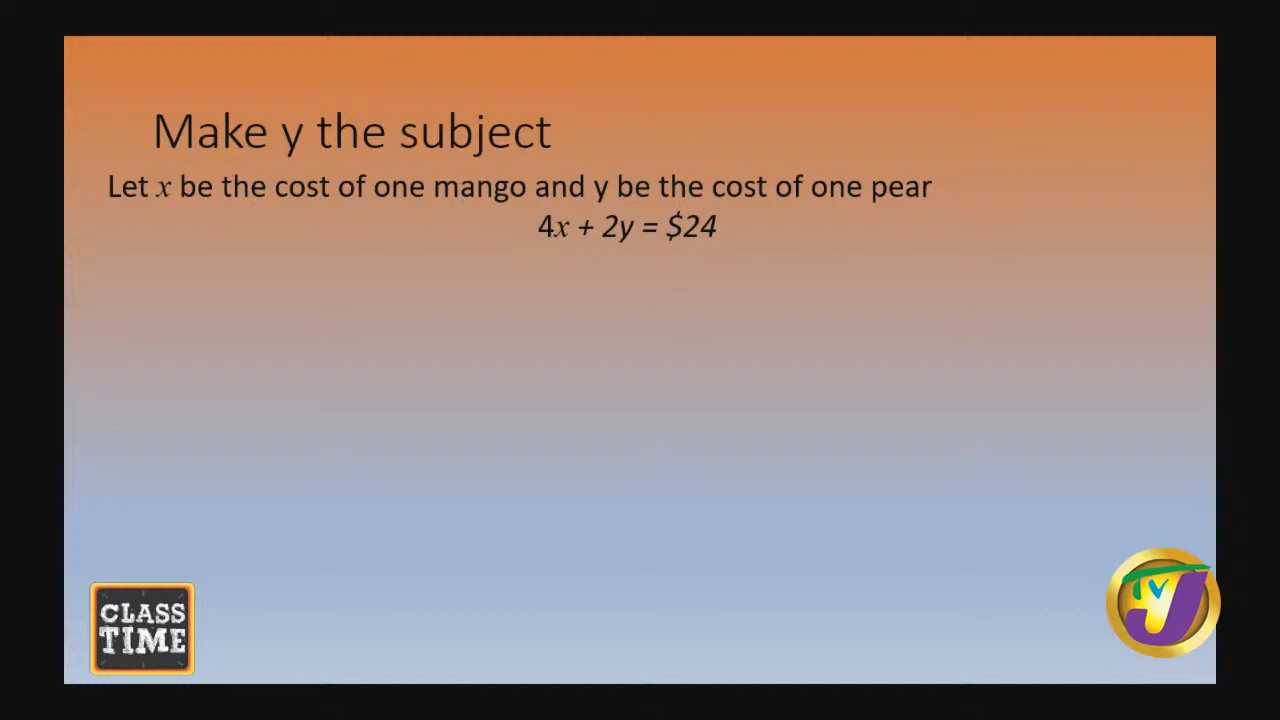 Make y the subject
Let x be the cost of one mango and y be the cost of one pear
4x + 2y = $24
CLASS
TIME
TVJ